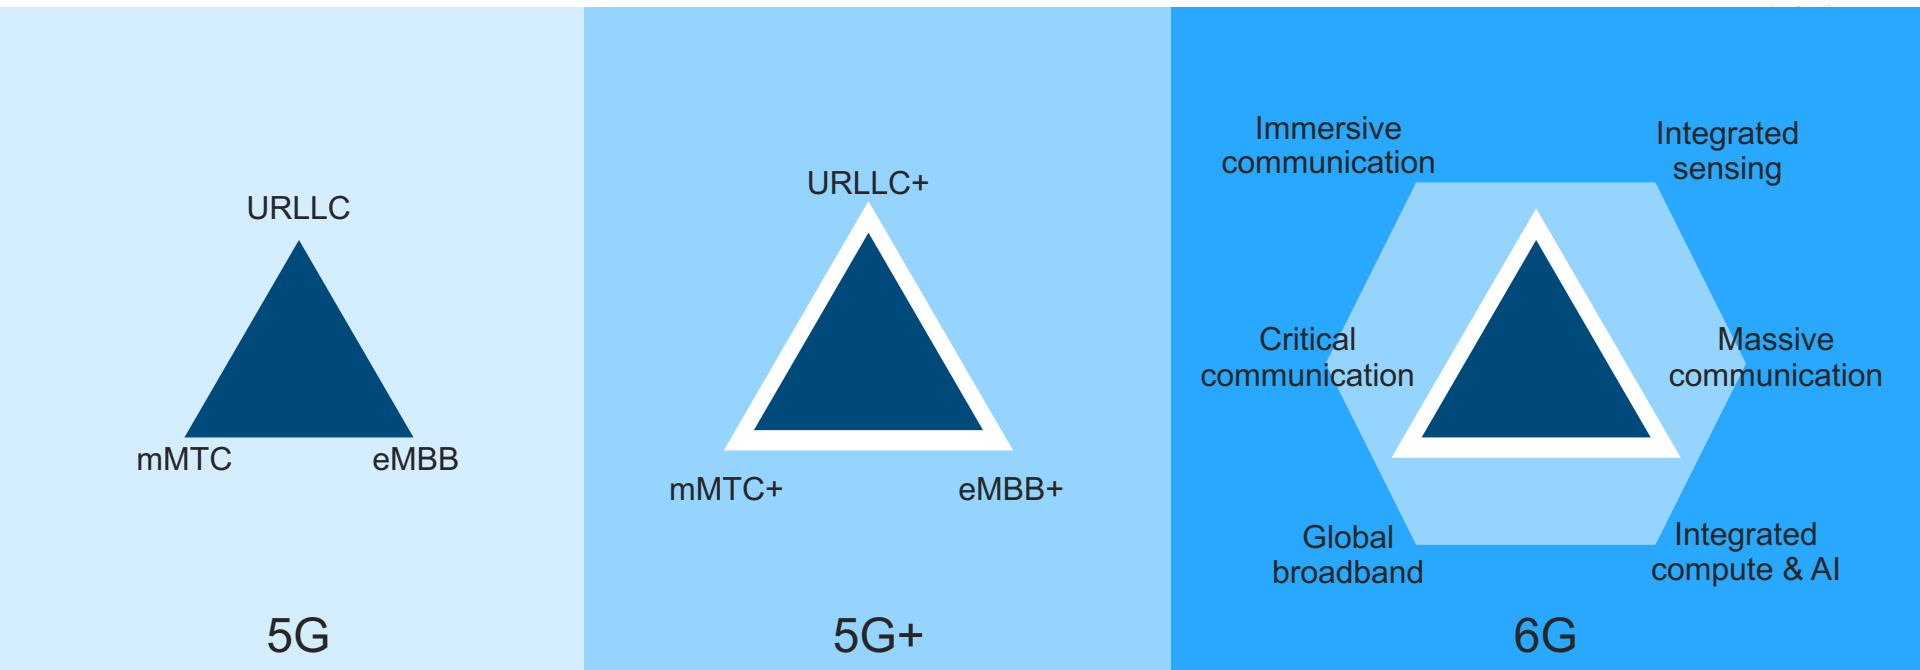 URLLC
mMTC
eMBB
5G
URLLC+
mMTC+
eMBB+
5G+
Immersive
communication
Integrated
sensing
Critical
communication
Massive
communication
Global
broadband
Integrated
compute & AI
6G